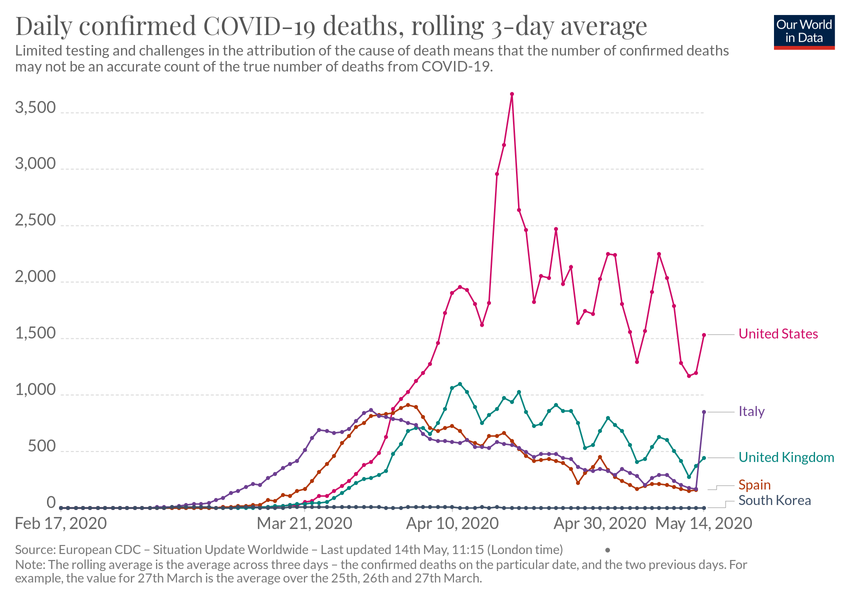 Daily confirmed COVID-19 deaths, rolling 3-day average
Our World
in Data
Limited testing and challenges in the attribution of the cause of death means that the number of confirmed deaths
may not be an accurate count of the true number of deaths from COVID-19.
3,500
3,000
2,500
2,000
1,500
1,000
500
0
United States
Italy
United Kingdom
Spain
South Korea
Feb 17, 2020 Mar 21, 2020 Apr 10, 2020 Apr 30, 2020 May 14, 2020
Source: European CDC – Situation Update Worldwide – Last updated 14th May, 11:15 (London time)
Note: The rolling average is the average across three days – the confirmed deaths on the particular date, and the two previous days. For
example, the value for 27th March is the average over the 25th, 26th and 27th March.